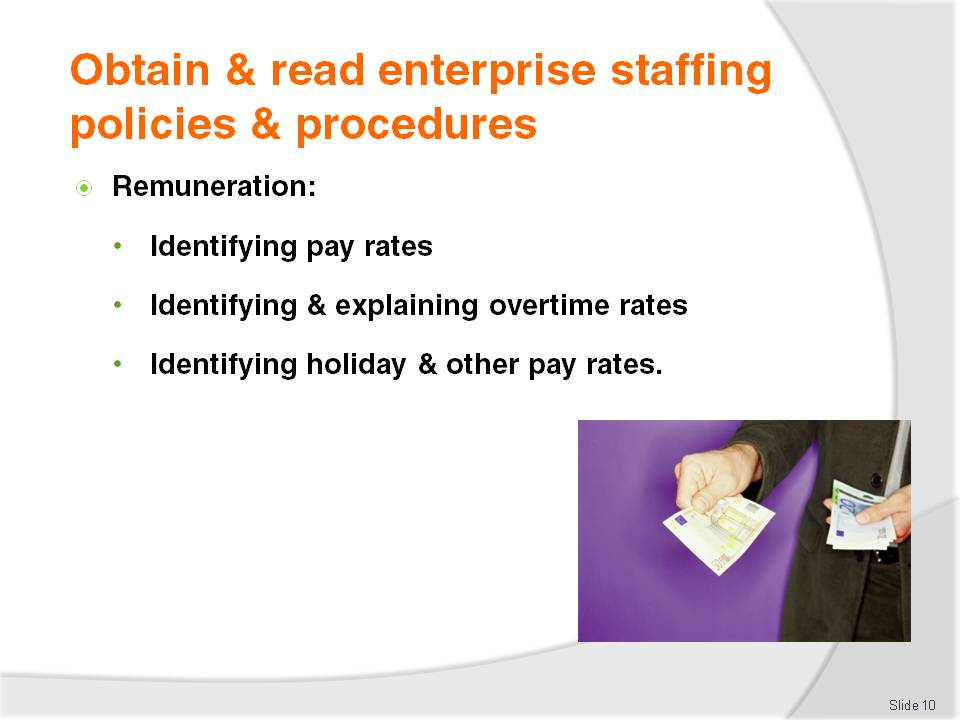 Obtain & read enterprise staffing
policies & procedures
Remuneration:
Identifying pay rates
Identifying & explaining overtime rates
Identifying holiday & other pay rates.
20
Slide 10